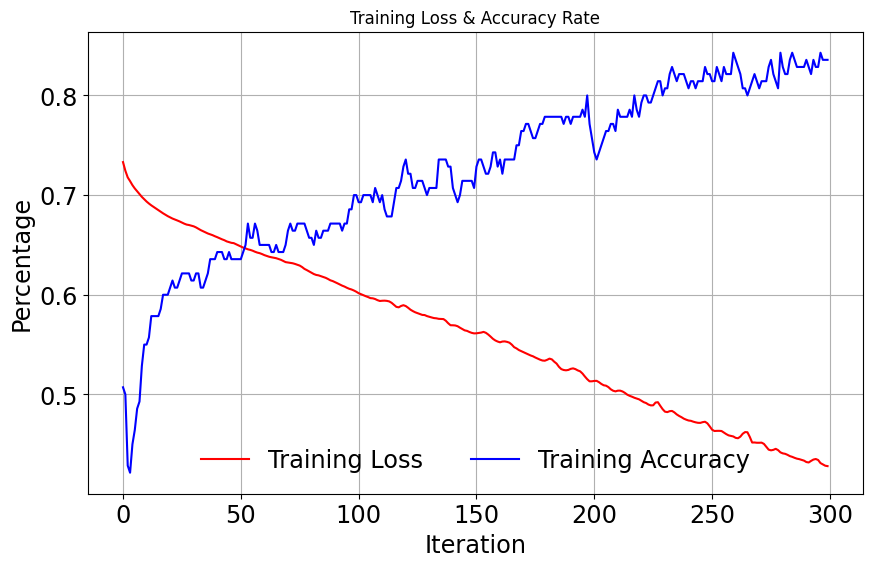 Training Loss & Accuracy Rate
Percentage
0.8
0.7
0.6
0.5
Training Loss Training Accuracy
0 50 100 150 200 250 300
Iteration